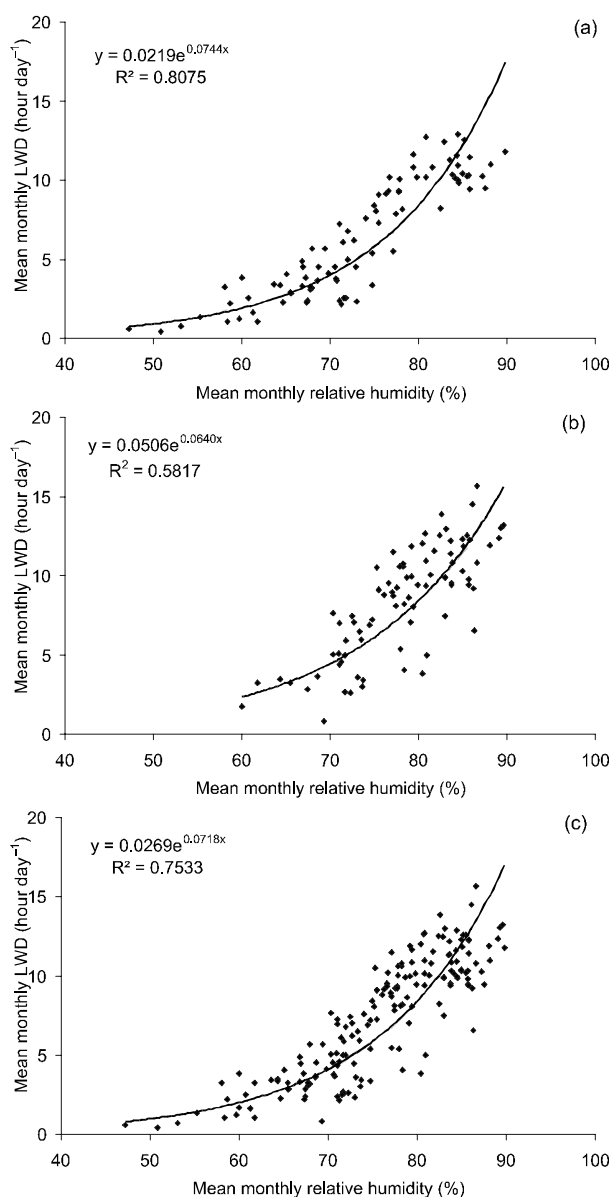 (a)
y = 0.0219e^0.0744x
R² = 0.8075
Mean monthly LWD (hour day⁻¹)
20
15
10
5
0
40 50 60 70 80 90 100
Mean monthly relative humidity (%)
(b)
y = 0.0506e^0.0640x
R² = 0.5817
Mean monthly LWD (hour day⁻¹)
20
15
10
5
0
40 50 60 70 80 90 100
Mean monthly relative humidity (%)
(c)
y = 0.0269e^0.0718x
R² = 0.7533
Mean monthly LWD (hour day⁻¹)
20
15
10
5
0
40 50 60 70 80 90 100
Mean monthly relative humidity (%)